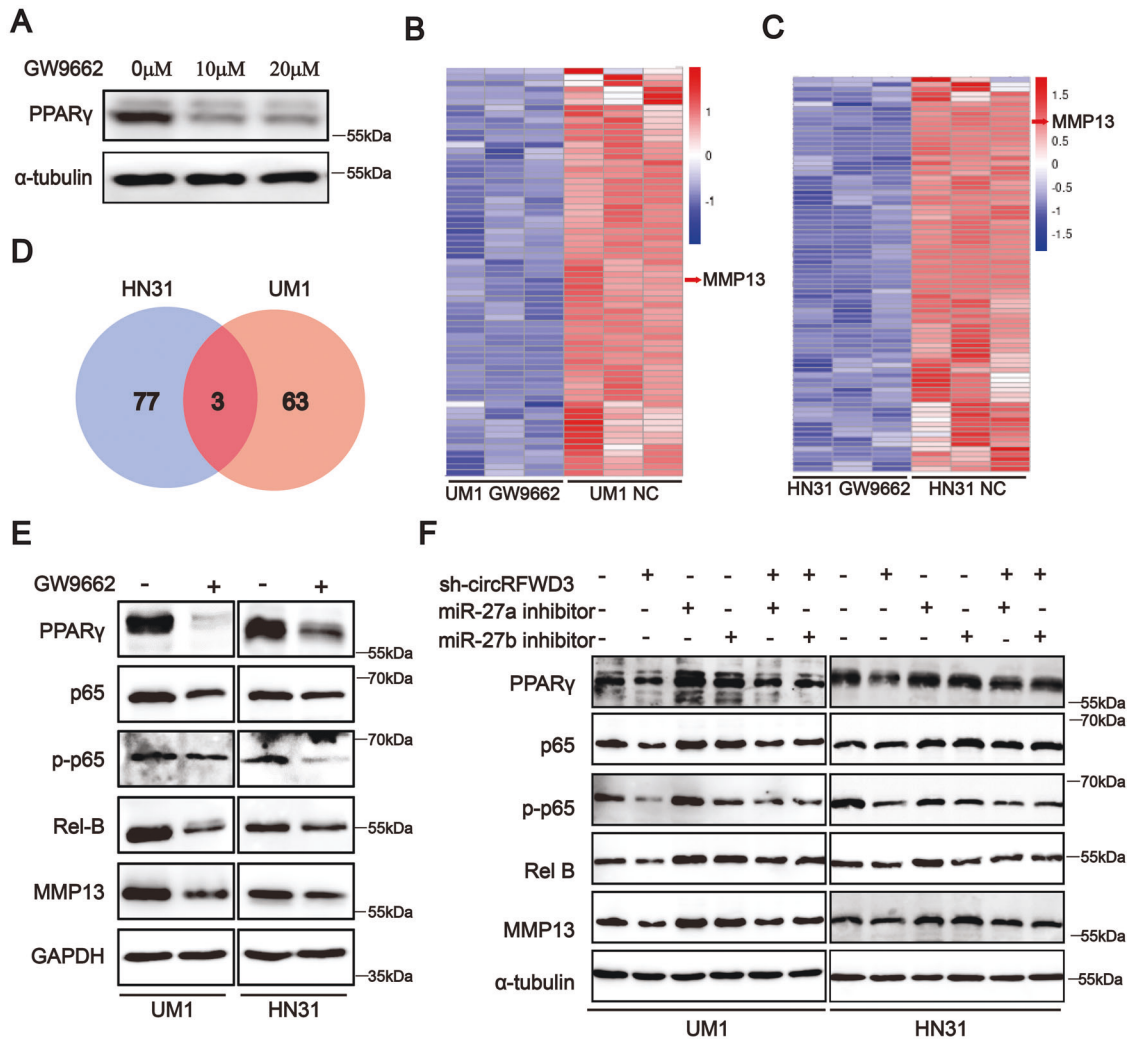 A
GW9662 0μM 10μM 20μM
PPARγ
55kDa
α-tubulin
55kDa
B
1
0
-1
MMP13
UM1 GW9662 UM1 NC
C
1.5
1
0.5
0
-0.5
-1
-1.5
MMP13
HN31 GW9662 HN31 NC
D
HN31 UM1
77 3 63
E
GW9662 - + - +
PPARγ
55kDa
p65
70kDa
p-p65
70kDa
Rel-B
55kDa
MMP13
55kDa
GAPDH
35kDa
UM1 HN31
F
sh-circRFWD3 - + - - + + - + - - + +
miR-27a inhibitor - - + - + - - - + - + -
miR-27b inhibitor - - - + - + - - - + - +
PPARγ
55kDa
p65
70kDa
p-p65
70kDa
Rel B
55kDa
MMP13
55kDa
α-tubulin
55kDa
UM1 HN31